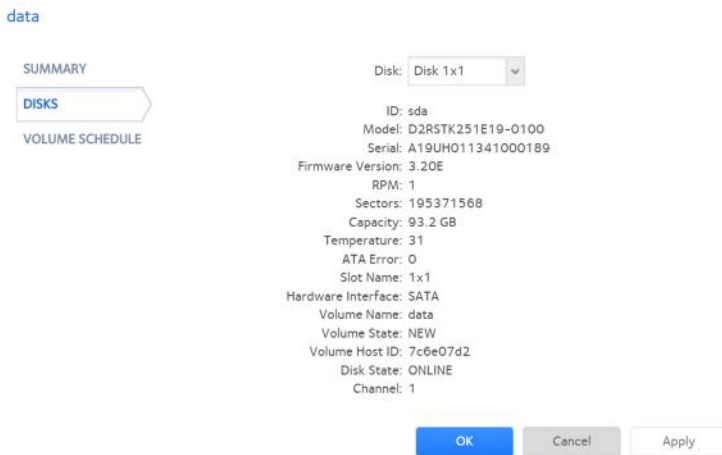 data
SUMMARY
DISKS
VOLUME SCHEDULE
Disk: Disk 1x1
ID: sda
Model: D2RSTK251E19-0100
Serial: A19UH011341000189
Firmware Version: 3.20E
RPM: 1
Sectors: 195371568
Capacity: 93.2 GB
Temperature: 31
ATA Error: 0
Slot Name: 1x1
Hardware Interface: SATA
Volume Name: data
Volume State: NEW
Volume Host ID: 7c6e07d2
Disk State: ONLINE
Channel: 1
OK Cancel Apply